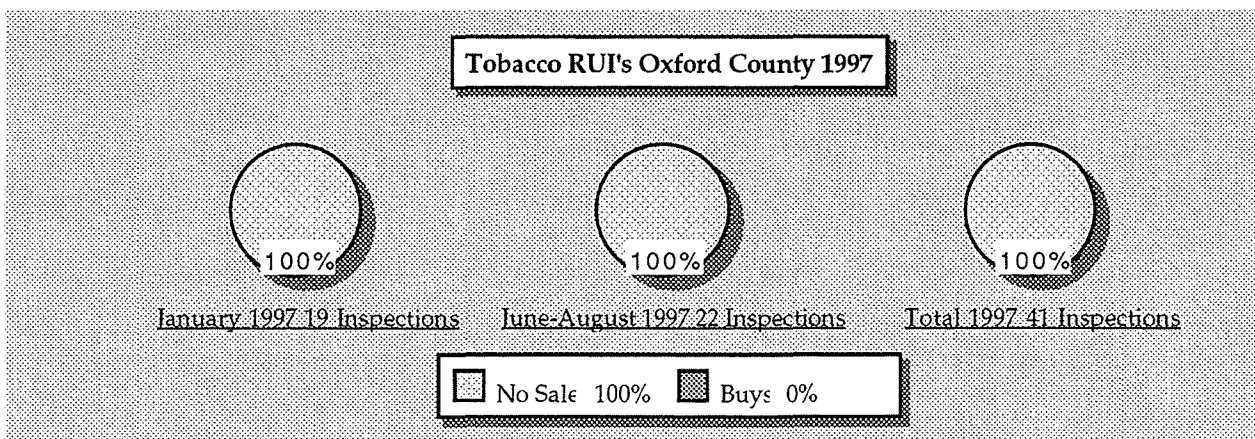 Tobacco RUI's Oxford County 1997
100%
100%
100%
January 1997 19 Inspections
June-August 1997 22 Inspections
Total 1997 41 Inspections
No Sale 100% Buys 0%